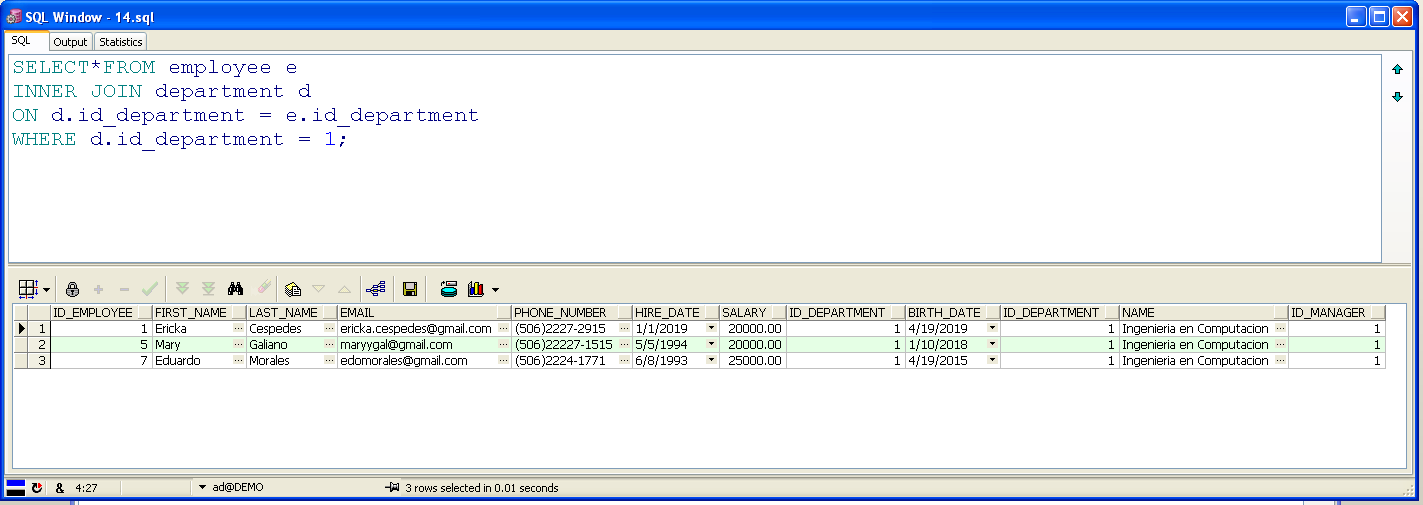 SQL Window - 14.sql
SQL Output Statistics
SELECT*FROM employee e
INNER JOIN department d
ON d.id_department = e.id_department
WHERE d.id_department = 1;
ID_EMPLOYEE FIRST_NAME LAST_NAME EMAIL PHONE_NUMBER HIRE_DATE SALARY ID_DEPARTMENT BIRTH_DATE ID_DEPARTMENT NAME ID_MANAGER
1 1 Ericka ... Cespedes ... ericka.cespedes@gmail.com ... (506)2227-2915 ... 1/1/2019 20000.00 1 4/19/2019 1 Ingenieria en Computacion ... 1
2 5 Mary ... Galiano ... maryygal@gmail.com ... (506)22227-1515 ... 5/5/1994 20000.00 1 1/10/2018 1 Ingenieria en Computacion ... 1
3 7 Eduardo ... Morales ... edomorales@gmail.com ... (506)2224-1771 ... 6/8/1993 25000.00 1 4/19/2015 1 Ingenieria en Computacion ... 1
& 4:27 ad@DEMO 3 rows selected in 0.01 seconds